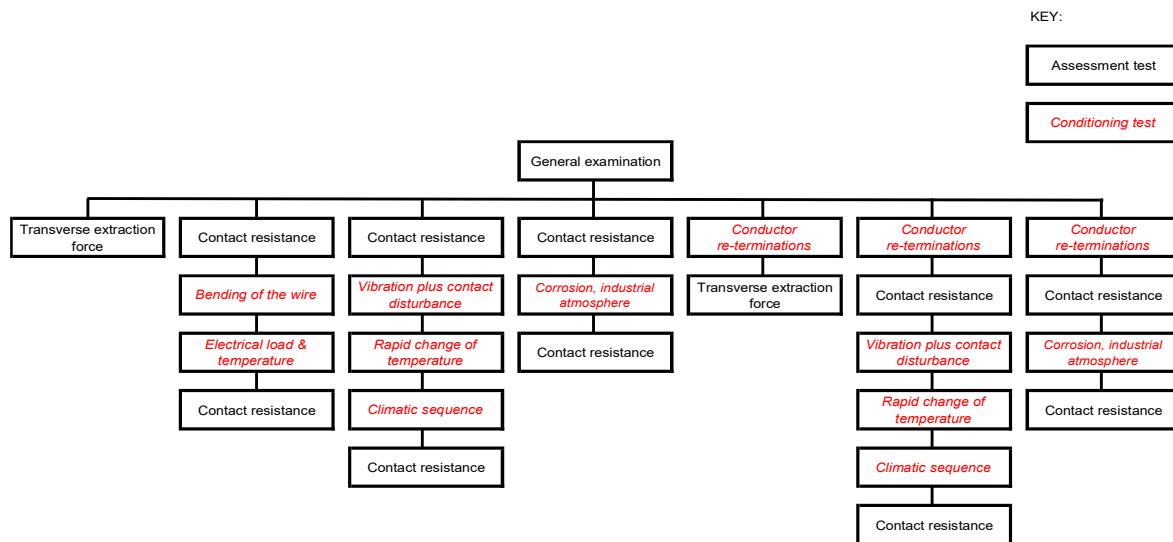 KEY:
Assessment test
Conditioning test
General examination
Transverse extraction
force
Contact resistance
Bending of the wire
Electrical load &
temperature
Contact resistance
Contact resistance
Vibration plus contact
disturbance
Rapid change of
temperature
Climatic sequence
Contact resistance
Contact resistance
Corrosion, industrial
atmosphere
Contact resistance
Conductor
re-terminations
Transverse extraction
force
Conductor
re-terminations
Contact resistance
Vibration plus contact
disturbance
Rapid change of
temperature
Climatic sequence
Contact resistance
Conductor
re-terminations
Contact resistance
Corrosion, industrial
atmosphere
Contact resistance